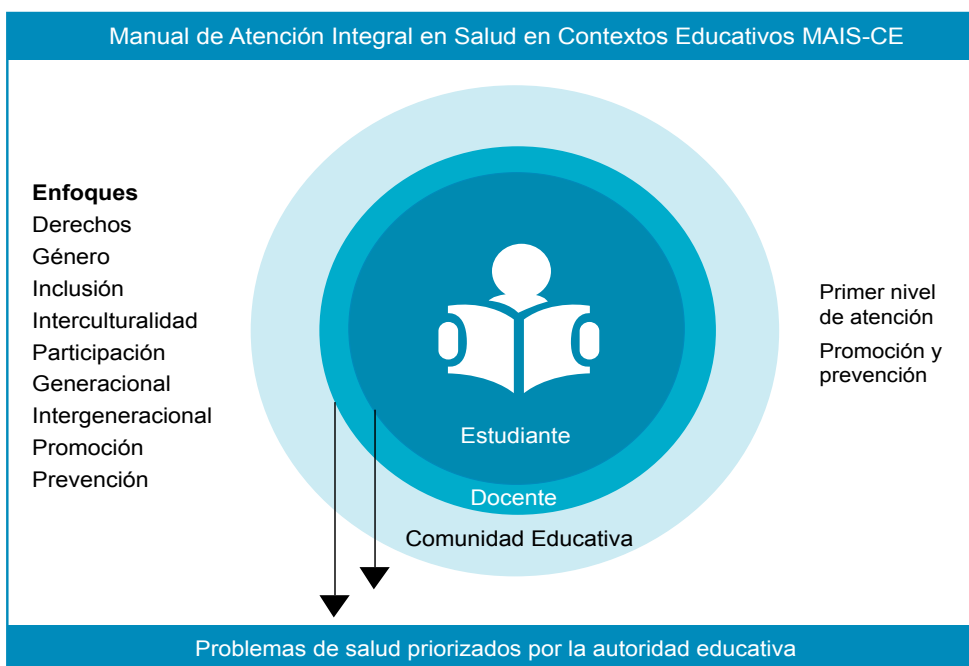 Manual de Atención Integral en Salud en Contextos Educativos MAIS-CE
Enfoques
Derechos
Género
Inclusión
Interculturalidad
Participación
Generacional
Intergeneracional
Promoción
Prevención
Estudiante
Docente
Comunidad Educativa
Primer nivel
de atención
Promoción y
prevención
Problemas de salud priorizados por la autoridad educativa